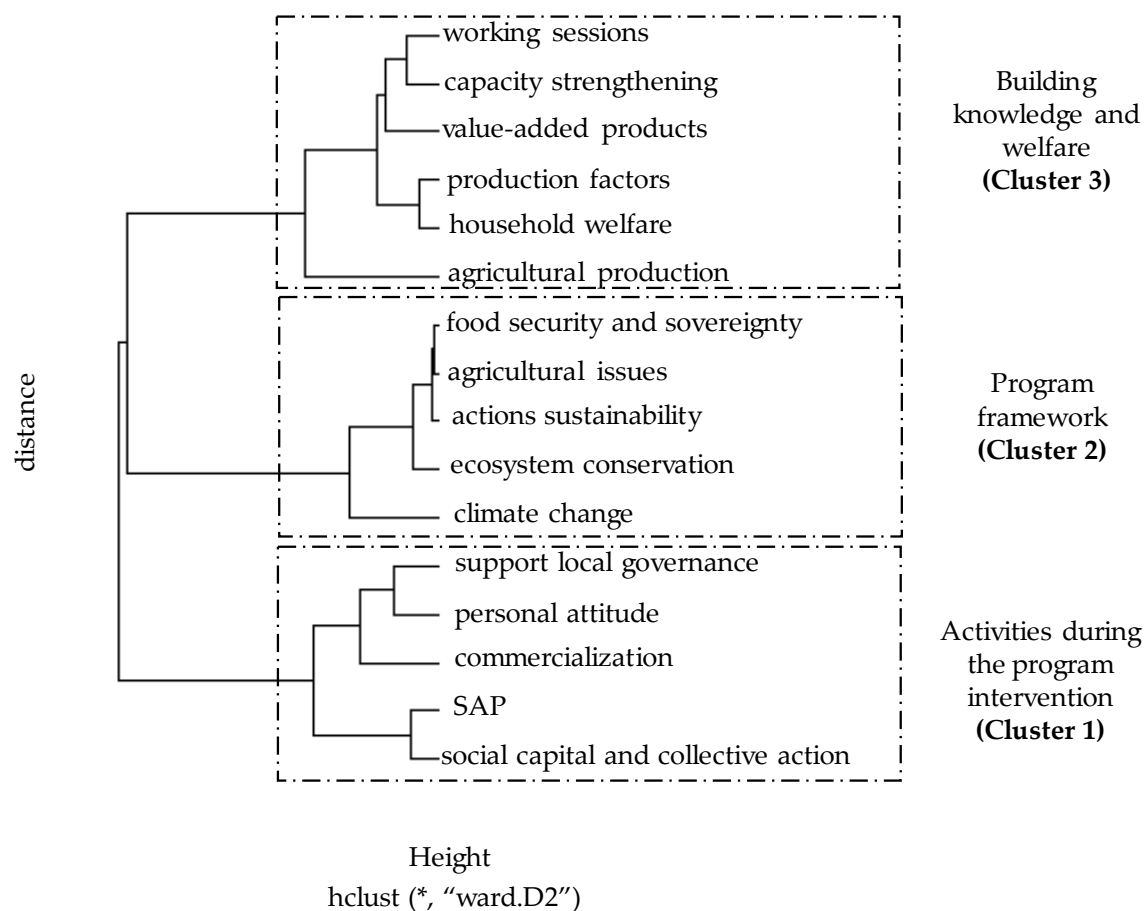 working sessions
capacity strengthening
value-added products
production factors
household welfare
agricultural production
Building
knowledge and
welfare
(Cluster 3)
food security and sovereignty
agricultural issues
actions sustainability
ecosystem conservation
climate change
Program
framework
(Cluster 2)
distance
support local governance
personal attitude
commercialization
SAP
social capital and collective action
Activities during
the program
intervention
(Cluster 1)
Height
hclust (*, “ward.D2”)